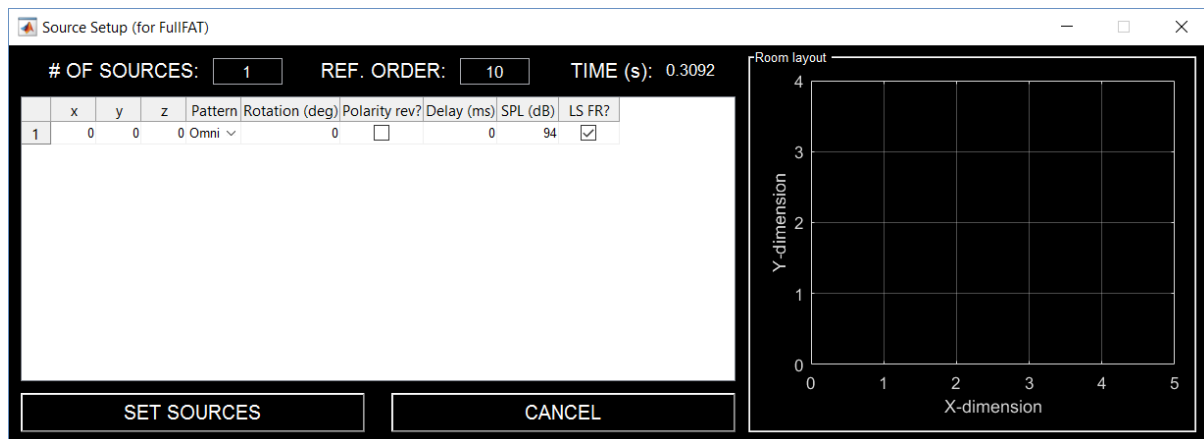 Source Setup (for FullFAT)
# OF SOURCES: 1 REF. ORDER: 10 TIME (s): 0.3092
x y z Pattern Rotation (deg) Polarity rev? Delay (ms) SPL (dB) LS FR?
1 0 0 0 Omni 0 0 94
SET SOURCES CANCEL
Room layout
4
3
2
1
0
Y-dimension
0 1 2 3 4 5
X-dimension